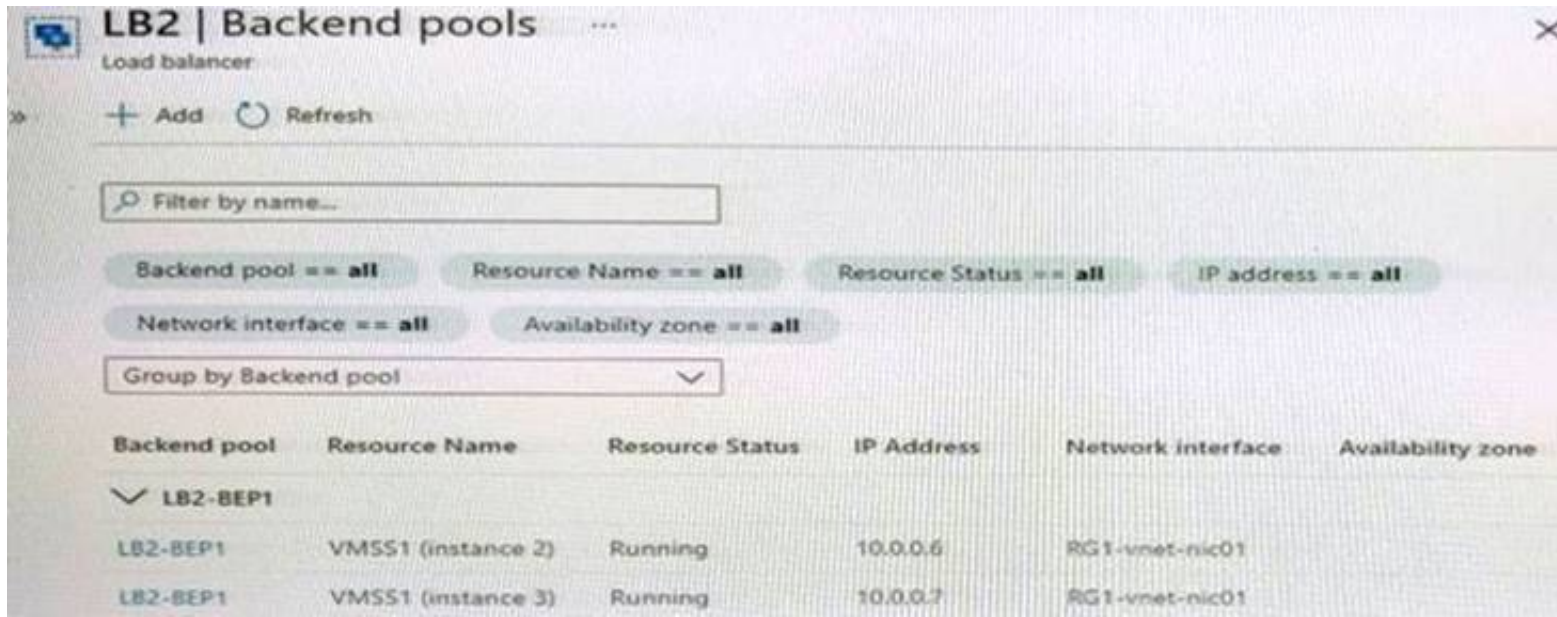 LB2 | Backend pools ...
Load balancer
» + Add Refresh
Filter by name...
Backend pool == all Resource Name == all Resource Status == all IP address == all
Network interface == all Availability zone == all
Group by Backend pool
Backend pool Resource Name Resource Status IP Address Network interface Availability zone
LB2-BEP1
LB2-BEP1 VMSS1 (instance 2) Running 10.0.0.6 RG1-vnet-nic01
LB2-BEP1 VMSS1 (instance 3) Running 10.0.0.7 RG1-vnet-nic01